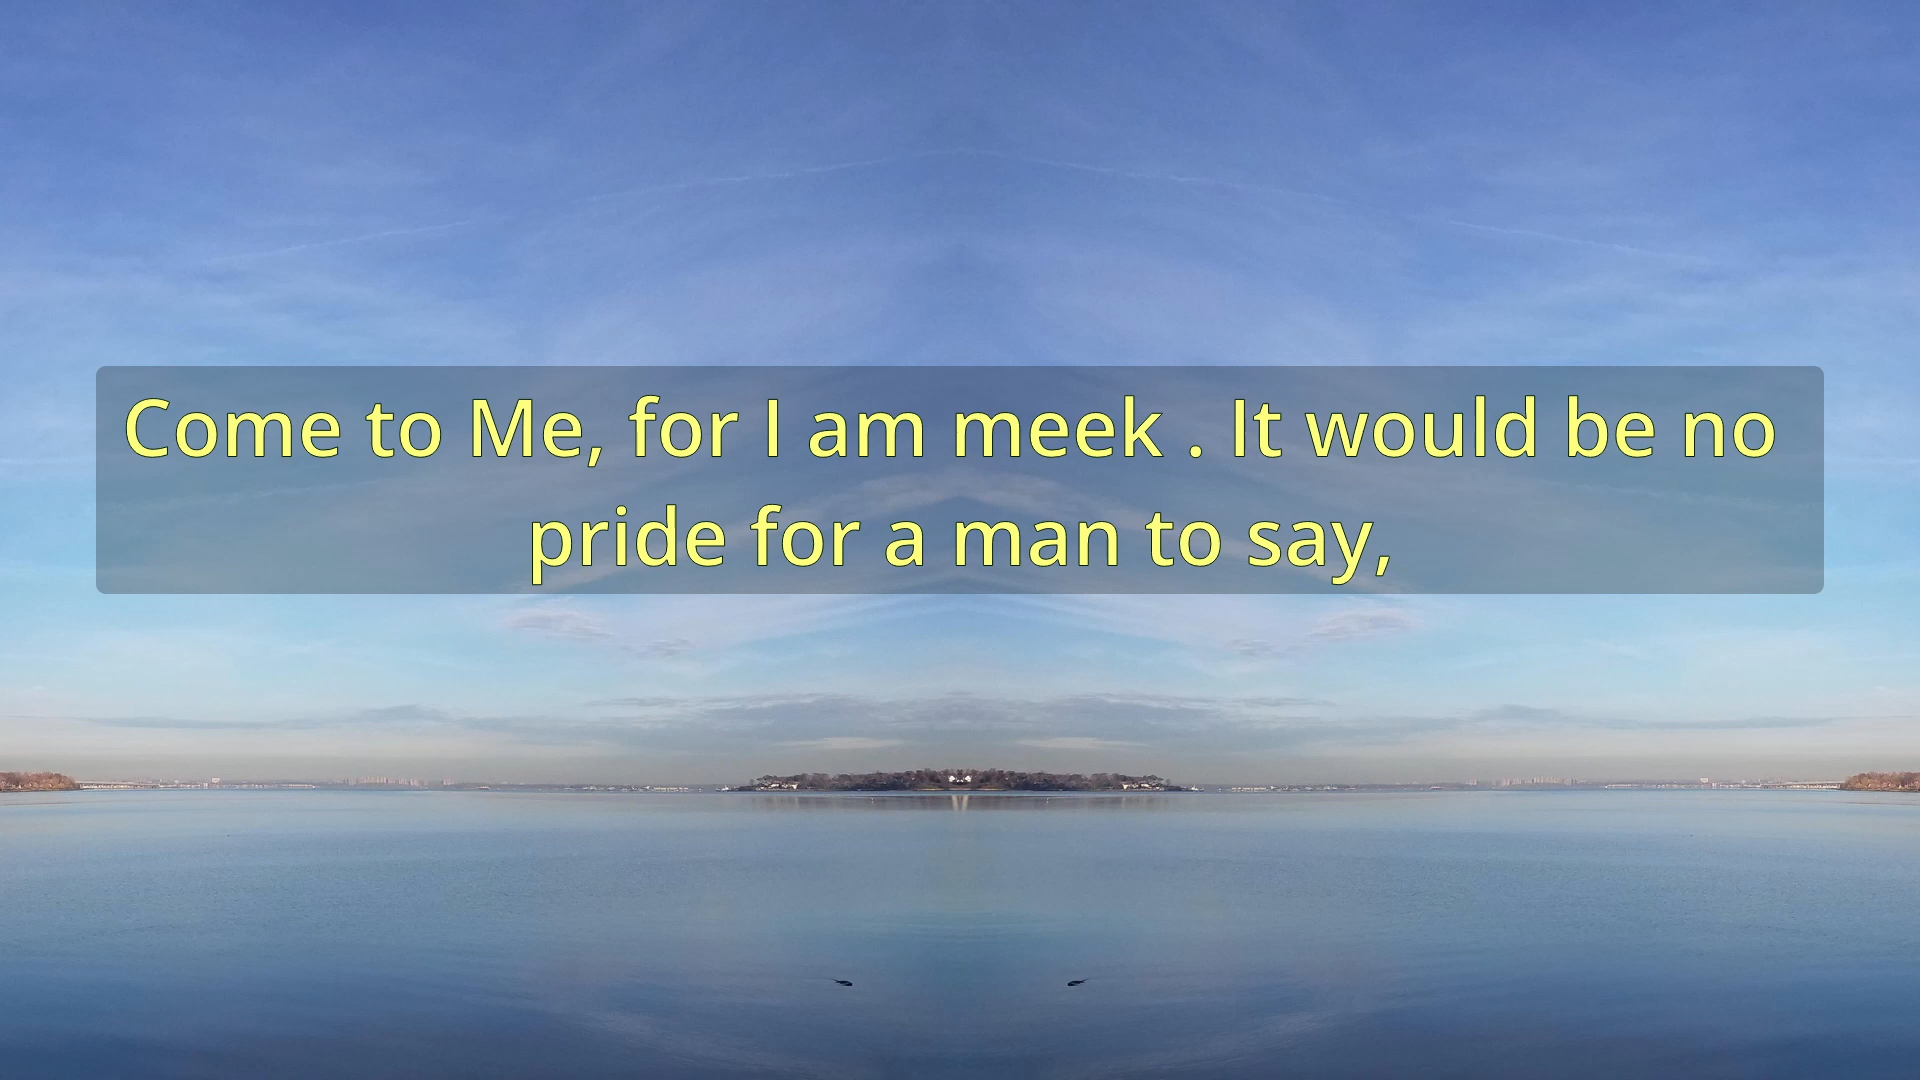 Come to Me, for I am meek . It would be no
pride for a man to say,